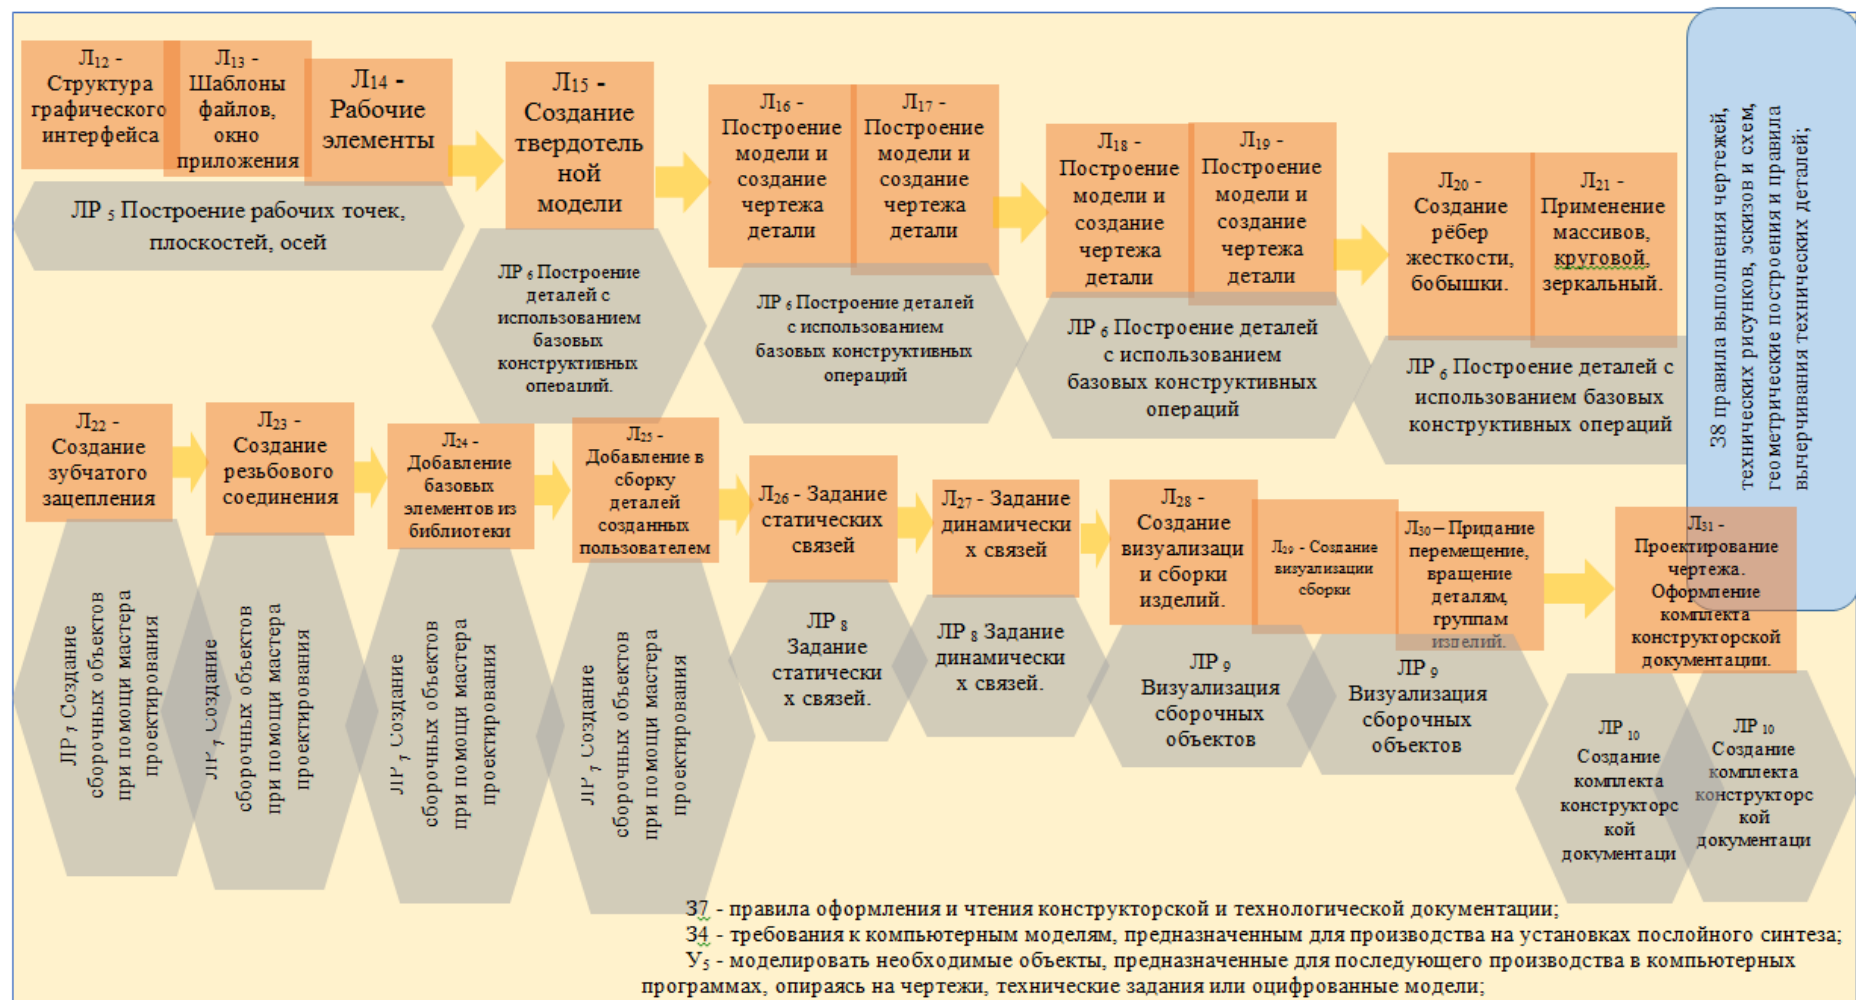 Л12 -
Структура
графического
интерфейса
Л13 -
Шаблоны
файлов,
окно
приложения
Л14 -
Рабочие
элементы
ЛР 5 Построение рабочих точек,
плоскостей, осей
Л15 -
Создание
твердотель
ной
модели
ЛР 6 Построение
деталей с
использованием
базовых
конструктивных
операций.
Л16 -
Построение
модели и
создание
чертежа
детали
Л17 -
Построение
модели и
создание
чертежа
детали
ЛР 6 Построение деталей
с использованием
базовых конструктивных
операций
Л18 -
Построение
модели и
создание
чертежа
детали
Л19 -
Построение
модели и
создание
чертежа
детали
ЛР 6 Построение деталей
с использованием
базовых конструктивных
операций
Л20 -
Создание
рёбер
жесткости,
бобышки.
Л21 -
Применение
массивов,
круговой,
зеркальный.
ЛР 6 Построение деталей с
использованием базовых
конструктивных операций
З8 правила выполнения чертежей,
технических рисунков, эскизов и схем,
геометрические построения и правила
вычерчивания технических деталей;
Л22 -
Создание
зубчатого
зацепления
Л23 -
Создание
резьбового
соединения
Л24 -
Добавление
базовых
элементов из
библиотеки
Л25 -
Добавление в
сборку
деталей
созданных
пользователем
Л26 - Задание
статических
связей
Л27 - Задание
динамически
х связей
Л28 -
Создание
визуализаци
и сборки
изделий.
Л29 - Создание
визуализации
сборки
Л30 – Придание
перемещение,
вращение
деталям,
группам
изделий.
Л31 -
Проектирование
чертежа.
Оформление
комплекта
конструкторской
документации.
ЛР 7 Создание
сборочных объектов
при помощи мастера
проектирования
ЛР 7 Создание
сборочных объектов
при помощи мастера
проектирования
ЛР 7 Создание
сборочных объектов
при помощи мастера
проектирования
ЛР 7 Создание
сборочных объектов
при помощи мастера
проектирования
ЛР 8
Задание
статически
х связей.
ЛР 8 Задание
динамически
х связей.
ЛР 9
Визуализация
сборочных
объектов
ЛР 9
Визуализация
сборочных
объектов
ЛР 10
Создание
комплекта
конструкторс
кой
документаци
ЛР 10
Создание
комплекта
конструкторс
кой
документаци
З7 - правила оформления и чтения конструкторской и технологической документации;
З4 - требования к компьютерным моделям, предназначенным для производства на установках послойного синтеза;
У5 - моделировать необходимые объекты, предназначенные для последующего производства в компьютерных
программах, опираясь на чертежи, технические задания или оцифрованные модели;